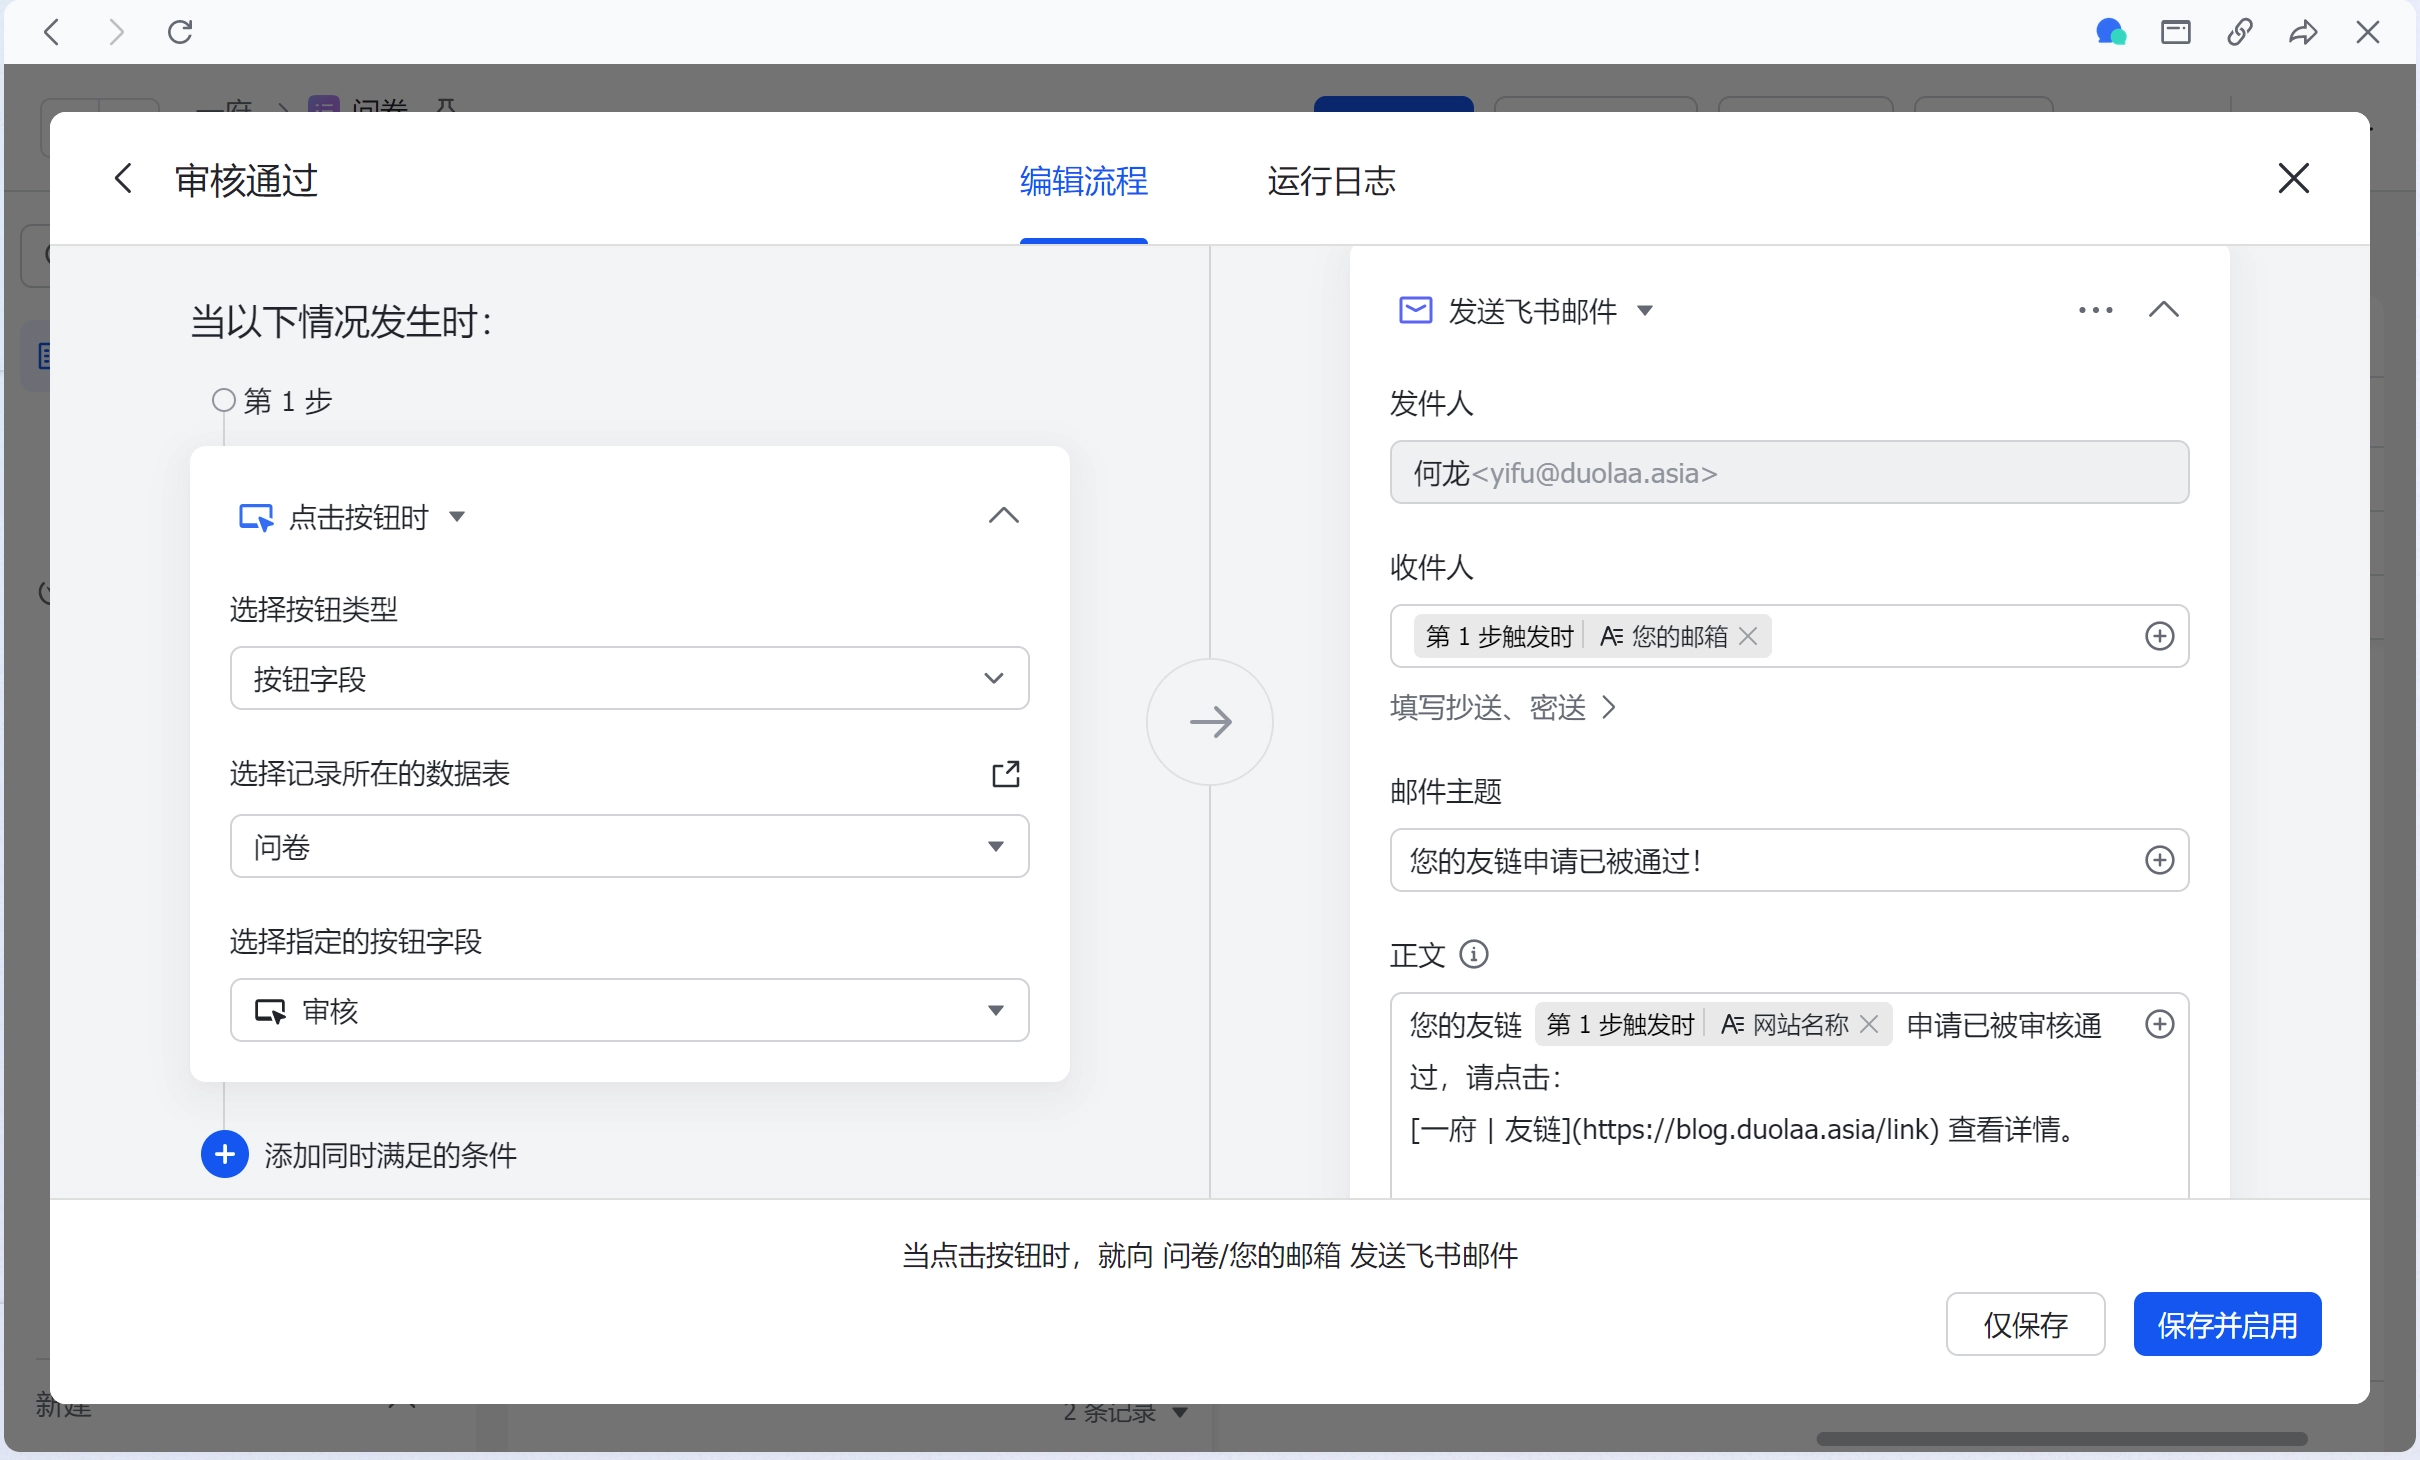 一府
问卷
审核通过
编辑流程
运行日志
当以下情况发生时：
第 1 步
点击按钮时
选择按钮类型
按钮字段
选择记录所在的数据表
问卷
选择指定的按钮字段
审核
添加同时满足的条件
发送飞书邮件
发件人
何龙<yifu@duolaa.asia>
收件人
第 1 步触发时 您的邮箱
填写抄送、密送
邮件主题
您的友链申请已被通过！
正文
您的友链 第 1 步触发时 网站名称 申请已被审核通
过，请点击：
[一府 | 友链](https://blog.duolaa.asia/link) 查看详情。
当点击按钮时，就向 问卷/您的邮箱 发送飞书邮件
仅保存
保存并启用
新建
2 条记录